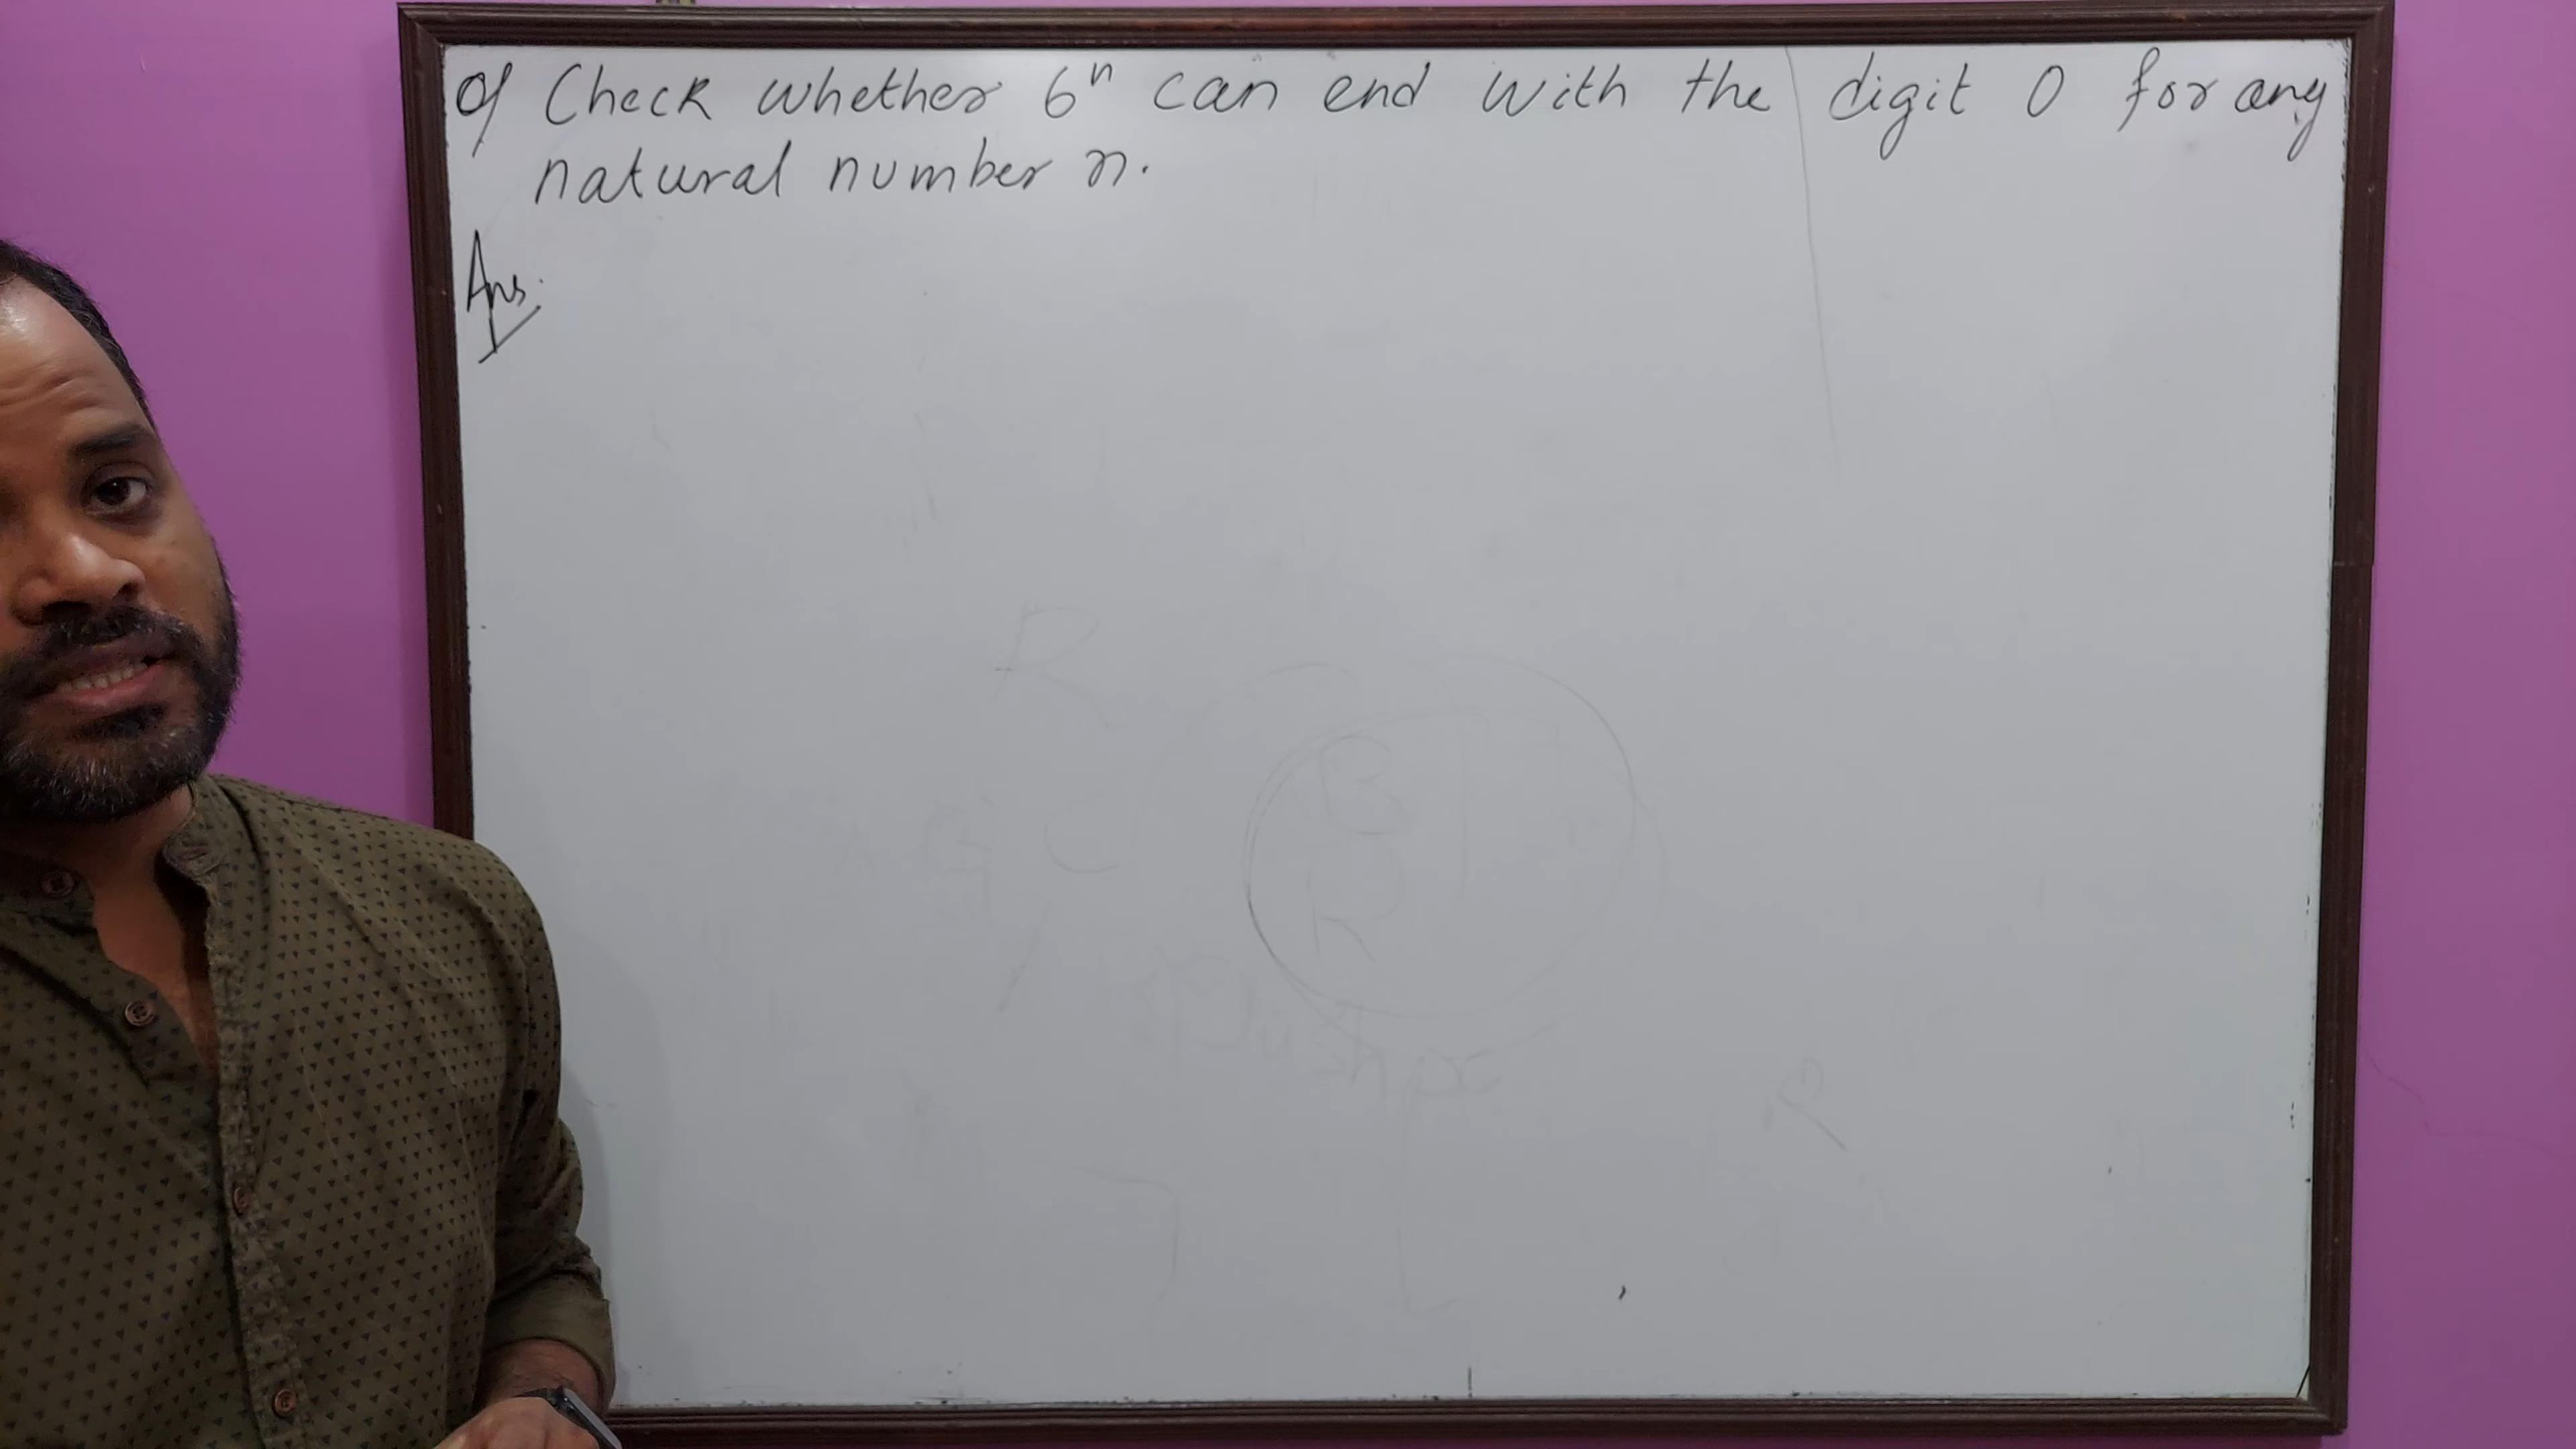 Q Check whether 6ⁿ can end with the digit 0 for any
natural number n.
Ans.